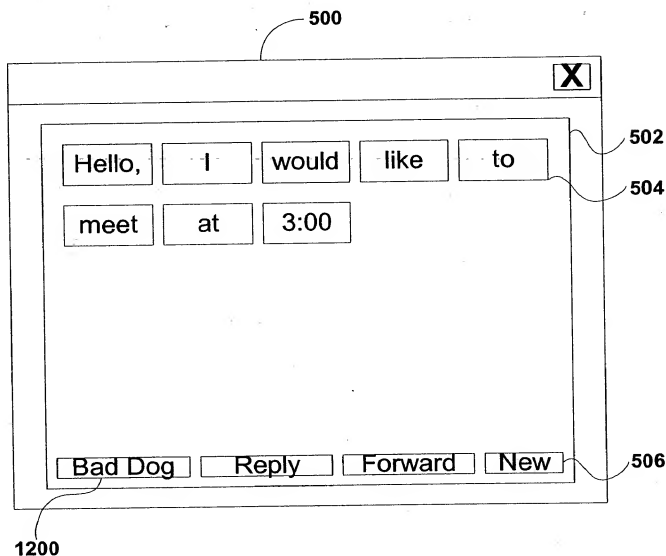 500
X
502
Hello, I would like to
504
meet at 3:00
Bad Dog Reply Forward New
506
1200